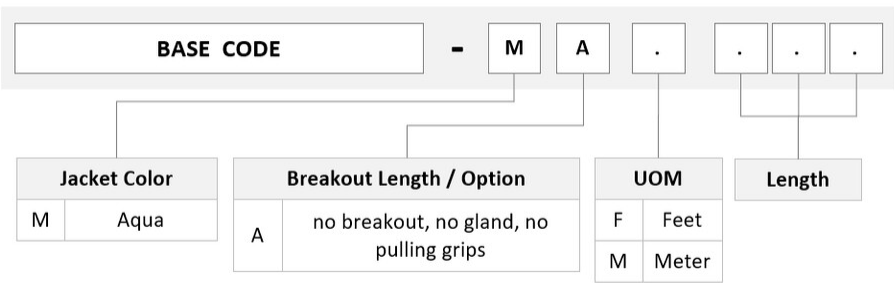 BASE CODE - M A . . . .
Jacket Color
M Aqua
Breakout Length / Option
A no breakout, no gland, no
pulling grips
UOM
F Feet
M Meter
Length